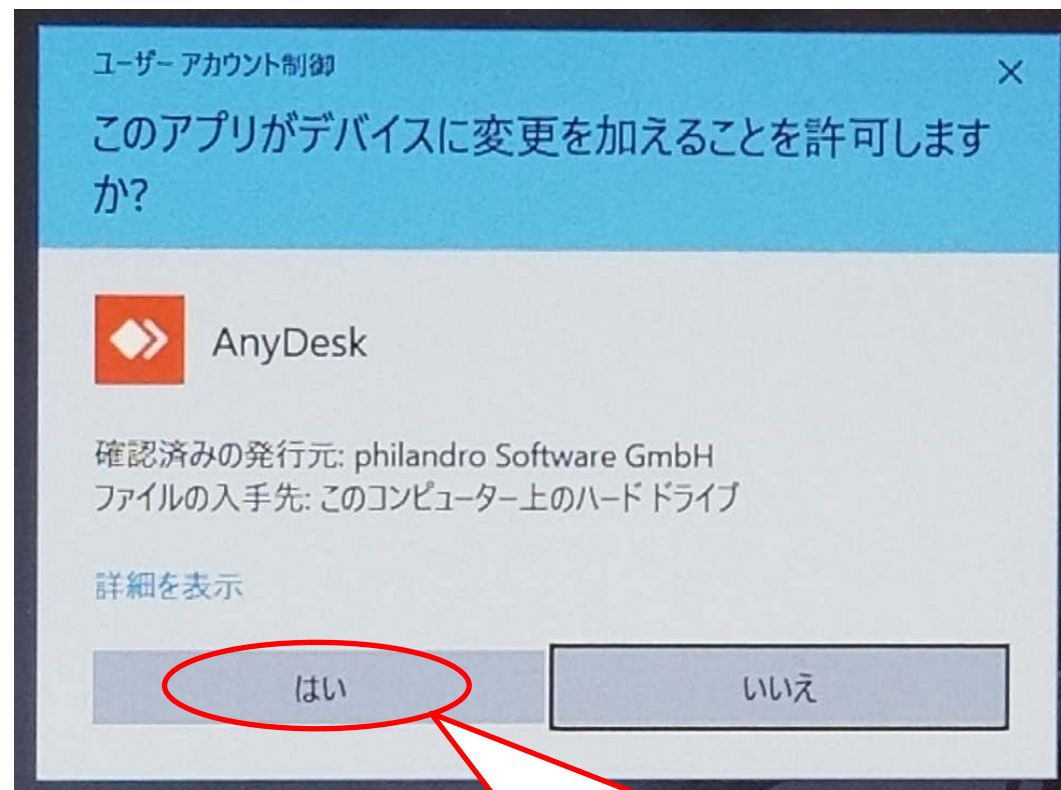 ユーザー アカウント制御
このアプリがデバイスに変更を加えることを許可します
か?
AnyDesk
確認済みの発行元: philandro Software GmbH
ファイルの入手先: このコンピューター上のハード ドライブ
詳細を表示
はい
いいえ